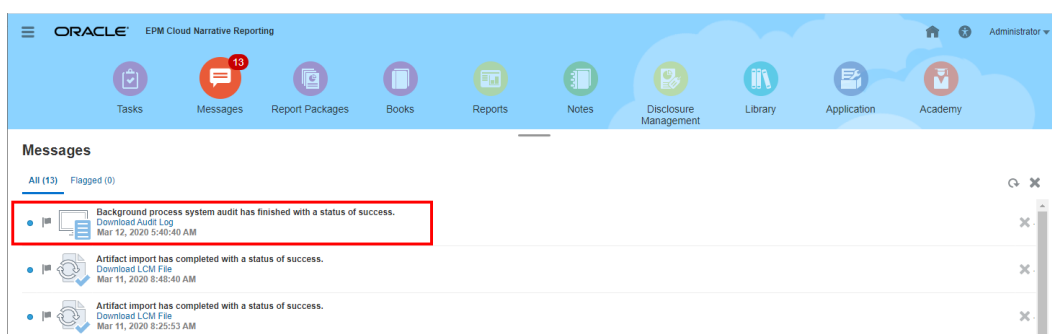 ORACLE® EPM Cloud Narrative Reporting Administrator
13
Tasks Messages Report Packages Books Reports Notes Disclosure Management Library Application Academy
Messages
All (13) Flagged (0)
Background process system audit has finished with a status of success.
Download Audit Log
Mar 12, 2020 5:40:40 AM
Artifact import has completed with a status of success.
Download LCM File
Mar 11, 2020 8:48:40 AM
Artifact import has completed with a status of success.
Download LCM File
Mar 11, 2020 8:25:53 AM